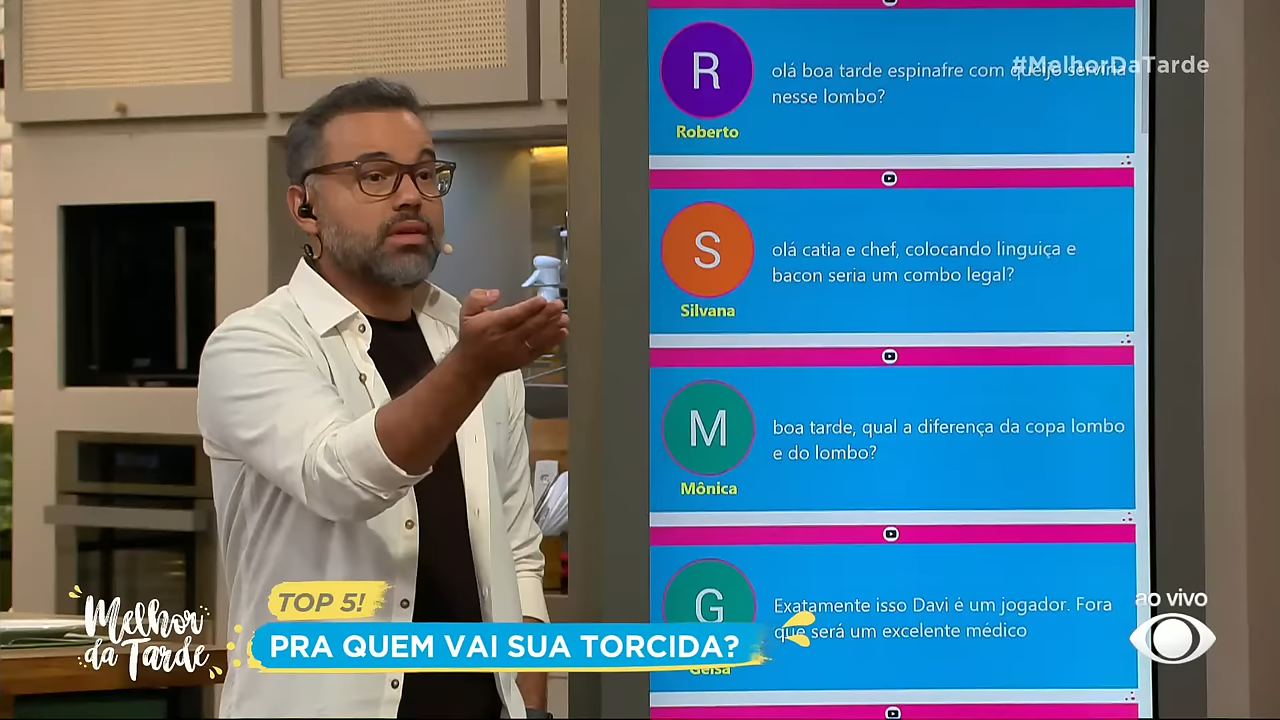 #MelhorDaTarde
R
olá boa tarde espinafre com queijo serviria
nesse lombo?
Roberto
S
olá catia e chef, colocando linguiça e
bacon seria um combo legal?
Silvana
M
boa tarde, qual a diferença da copa lombo
e do lombo?
Mônica
G
Exatamente isso Davi é um jogador. Fora
que será um excelente médico
Geisa
ao vivo
Melhor
da Tarde
TOP 5!
PRA QUEM VAI SUA TORCIDA?